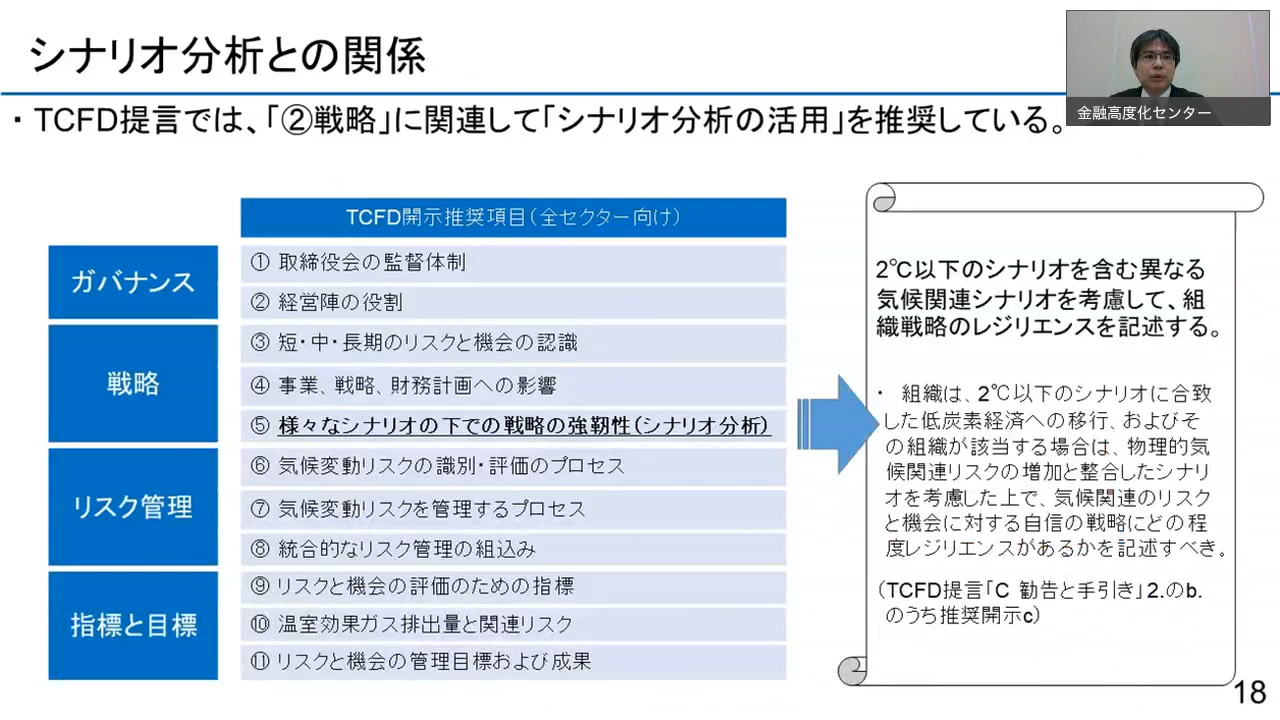 シナリオ分析との関係
金融高度化センター
・TCFD提言では、「②戦略」に関連して「シナリオ分析の活用」を推奨している。
TCFD開示推奨項目(全セクター向け)
ガバナンス
① 取締役会の監督体制
② 経営陣の役割
戦略
③ 短・中・長期のリスクと機会の認識
④ 事業、戦略、財務計画への影響
⑤ 様々なシナリオの下での戦略の強靭性(シナリオ分析)
リスク管理
⑥ 気候変動リスクの識別・評価のプロセス
⑦ 気候変動リスクを管理するプロセス
⑧ 統合的なリスク管理の組込み
指標と目標
⑨ リスクと機会の評価のための指標
⑩ 温室効果ガス排出量と関連リスク
⑪ リスクと機会の管理目標および成果
2℃以下のシナリオを含む異なる
気候関連シナリオを考慮して、組
織戦略のレジリエンスを記述する。
・ 組織は、2℃以下のシナリオに合致
した低炭素経済への移行、およびそ
の組織が該当する場合は、物理的気
候関連リスクの増加と整合したシナリ
オを考慮した上で、気候関連のリスク
と機会に対する自信の戦略にどの程
度レジリエンスがあるかを記述すべき。
(TCFD提言「C 勧告と手引き」2.のb.
のうち推奨開示c)
18